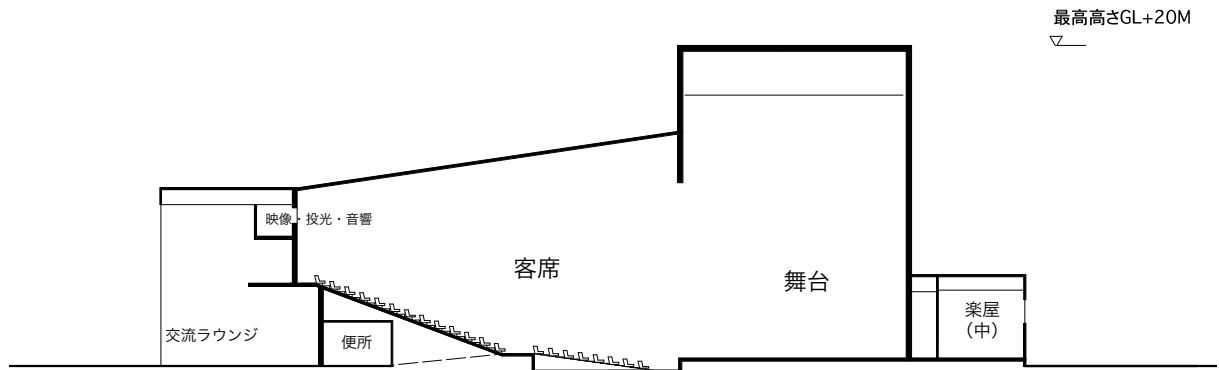 最高高さGL+20M
映像・投光・音響
客席
舞台
楽屋
（中）
交流ラウンジ
便所